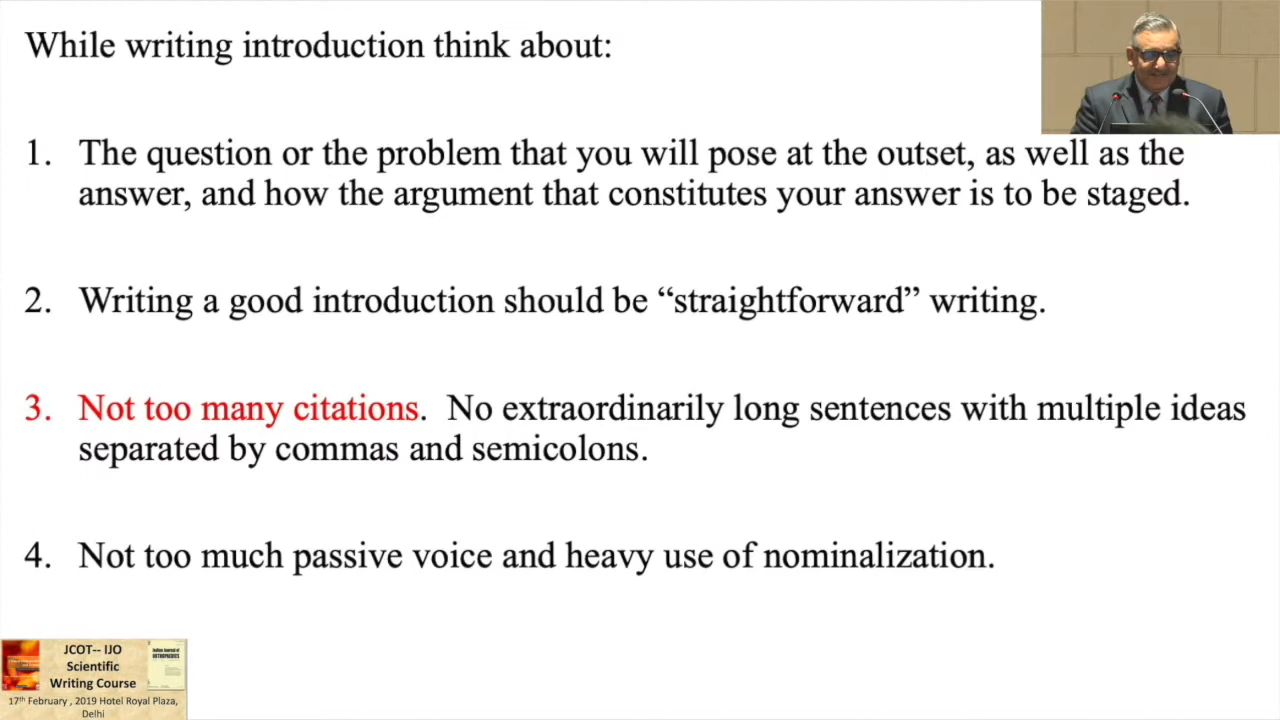 While writing introduction think about:
1. The question or the problem that you will pose at the outset, as well as the
answer, and how the argument that constitutes your answer is to be staged.
2. Writing a good introduction should be “straightforward” writing.
3. Not too many citations. No extraordinarily long sentences with multiple ideas
separated by commas and semicolons.
4. Not too much passive voice and heavy use of nominalization.
JCOT-- IJO
Scientific
Writing Course
Indian Journal of
ORTHOPAEDICS
17th February , 2019 Hotel Royal Plaza,
Delhi